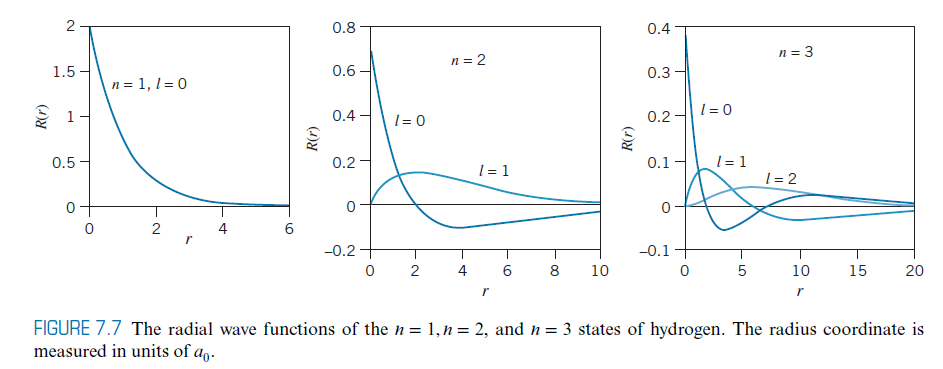 2
1.5
1
0.5
0
R(r)
n = 1, l = 0
0
2
4
6
r
0.8
0.6
0.4
0.2
0
–0.2
R(r)
n = 2
l = 0
l = 1
0
2
4
6
8
10
r
0.4
0.3
0.2
0.1
0
–0.1
R(r)
n = 3
l = 0
l = 1
l = 2
0
5
10
15
20
r
FIGURE 7.7 The radial wave functions of the n = 1, n = 2, and n = 3 states of hydrogen. The radius coordinate is
measured in units of a₀.